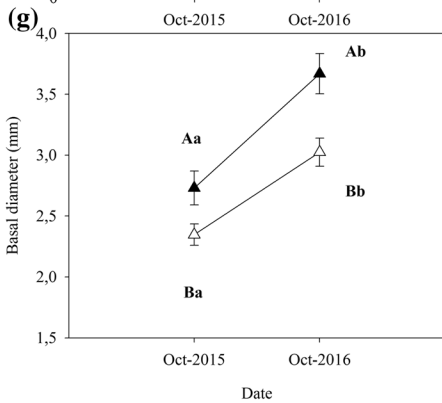 Oct-2015 Oct-2016
(g)
4,0
Ab
3,5
Aa
3,0
Bb
2,5
Ba
2,0
1,5
Basal diameter (mm)
Oct-2015 Oct-2016
Date